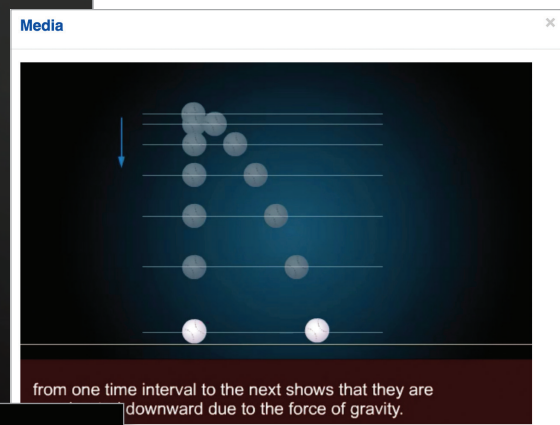 Media
×
from one time interval to the next shows that they are
downward due to the force of gravity.